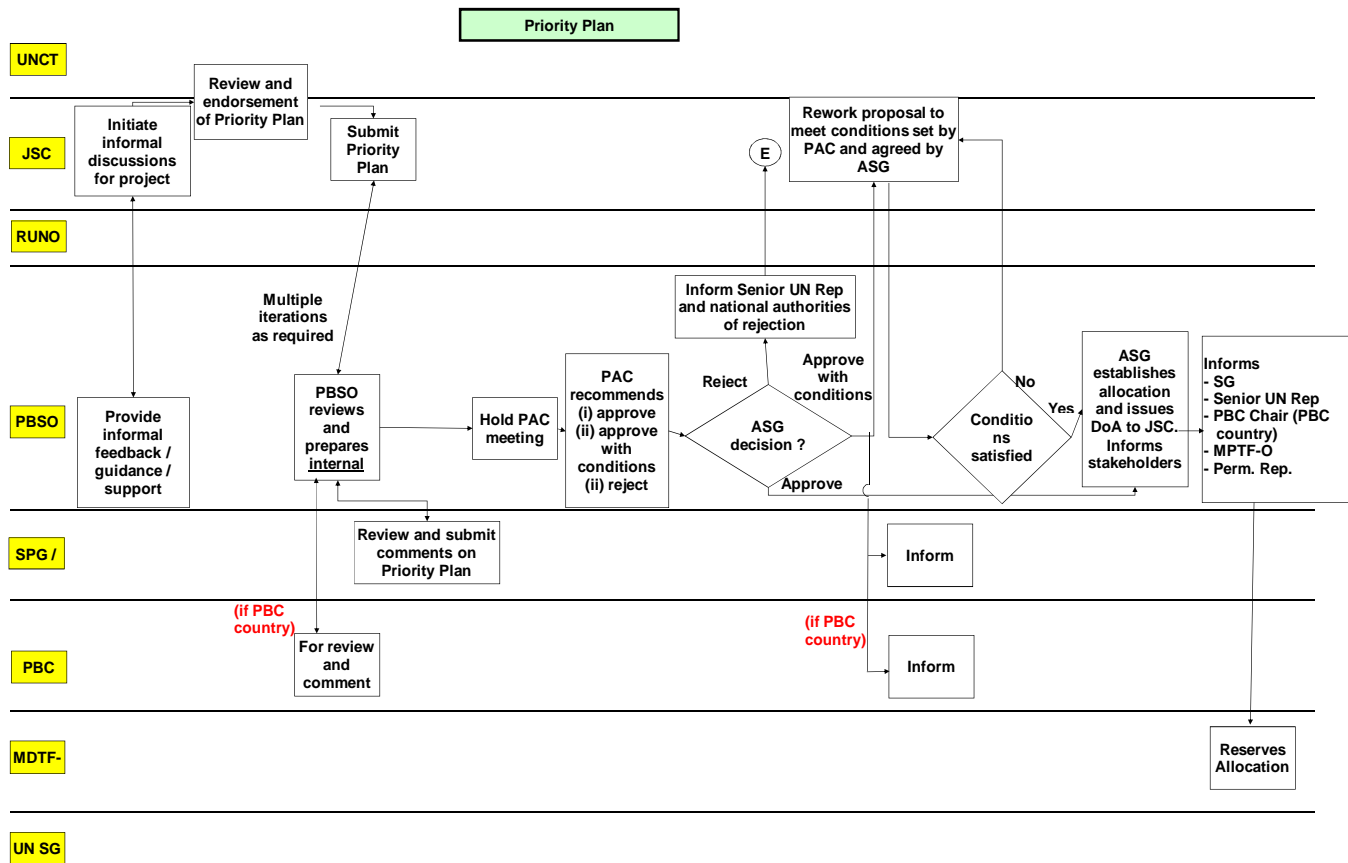 Priority Plan
UNCT
Review and
endorsement
of Priority Plan
JSC
Initiate
informal
discussions
for project
Submit
Priority
Plan
E
Rework proposal to
meet conditions set by
PAC and agreed by
ASG
RUNO
Multiple
iterations
as required
Inform Senior UN Rep
and national authorities
of rejection
PBSO
Provide
informal
feedback /
guidance /
support
PBSO
reviews
and
prepares
internal
Hold PAC
meeting
PAC
recommends
(i) approve
(ii) approve
with
conditions
(ii) reject
Reject
Approve
with
conditions
ASG
decision ?
Approve
No
Yes
Conditio
ns
satisfied
ASG
establishes
allocation
and issues
DoA to JSC.
Informs
stakeholders
Informs
- SG
- Senior UN Rep
- PBC Chair (PBC
country)
- MPTF-O
- Perm. Rep.
SPG /
Review and submit
comments on
Priority Plan
Inform
(if PBC
country)
(if PBC
country)
PBC
For review
and
comment
Inform
MDTF-
Reserves
Allocation
UN SG